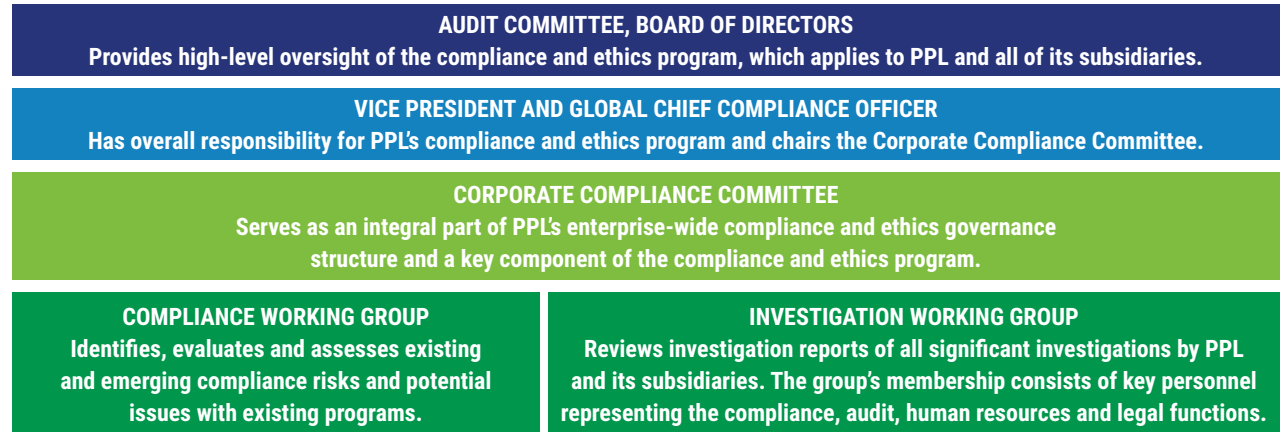 AUDIT COMMITTEE, BOARD OF DIRECTORS
Provides high-level oversight of the compliance and ethics program, which applies to PPL and all of its subsidiaries.
VICE PRESIDENT AND GLOBAL CHIEF COMPLIANCE OFFICER
Has overall responsibility for PPL’s compliance and ethics program and chairs the Corporate Compliance Committee.
CORPORATE COMPLIANCE COMMITTEE
Serves as an integral part of PPL’s enterprise-wide compliance and ethics governance
structure and a key component of the compliance and ethics program.
COMPLIANCE WORKING GROUP
Identifies, evaluates and assesses existing
and emerging compliance risks and potential
issues with existing programs.
INVESTIGATION WORKING GROUP
Reviews investigation reports of all significant investigations by PPL
and its subsidiaries. The group’s membership consists of key personnel
representing the compliance, audit, human resources and legal functions.